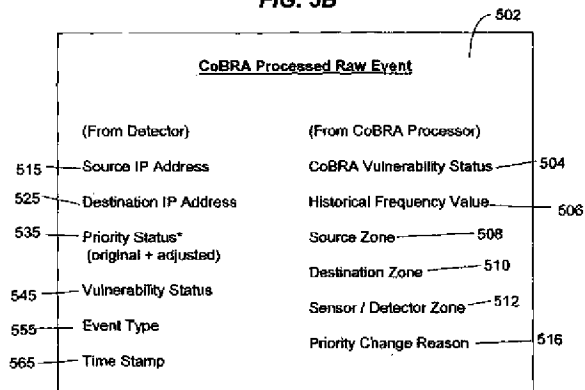 FIG. 5B
502
CoBRA Processed Raw Event
(From Detector)
515 Source IP Address
525 Destination IP Address
535 Priority Status*
(original + adjusted)
545 Vulnerability Status
555 Event Type
565 Time Stamp
(From CoBRA Processor)
CoBRA Vulnerability Status 504
Historical Frequency Value 506
Source Zone 508
Destination Zone 510
Sensor / Detector Zone 512
Priority Change Reason 516